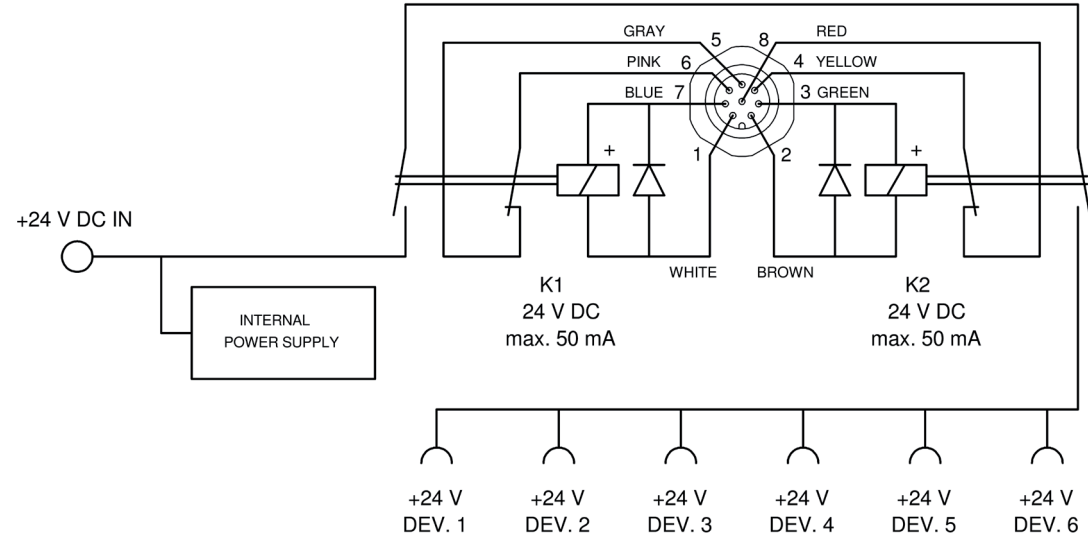 GRAY 5 8 RED
PINK 6 4 YELLOW
BLUE 7 3 GREEN
1 2
+ +
+24 V DC IN
WHITE BROWN
K1 K2
24 V DC 24 V DC
max. 50 mA max. 50 mA
INTERNAL
POWER SUPPLY
+24 V +24 V +24 V +24 V +24 V +24 V
DEV. 1 DEV. 2 DEV. 3 DEV. 4 DEV. 5 DEV. 6